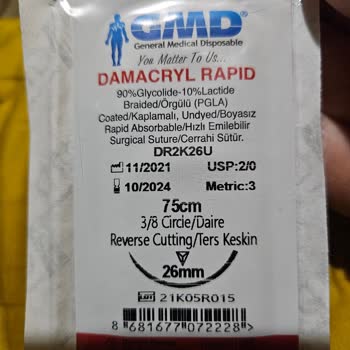 GMD
General Medical Disposable
You Matter To Us...
DAMACRYL RAPID
90%Glycolide-10%Lactide
Braided/Örgülü (PGLA)
Coated/Kaplamalı, Undyed/Boyasız
Rapid Absorbable/Hızlı Emilebilir
Surgical Suture/Cerrahi Sütür.
DR2K26U
11/2021 USP:2/0
10/2024 Metric:3
75cm
3/8 Circle/Daire
Reverse Cutting/Ters Keskin
26mm
LOT 21K05R015
8 681677 072228>